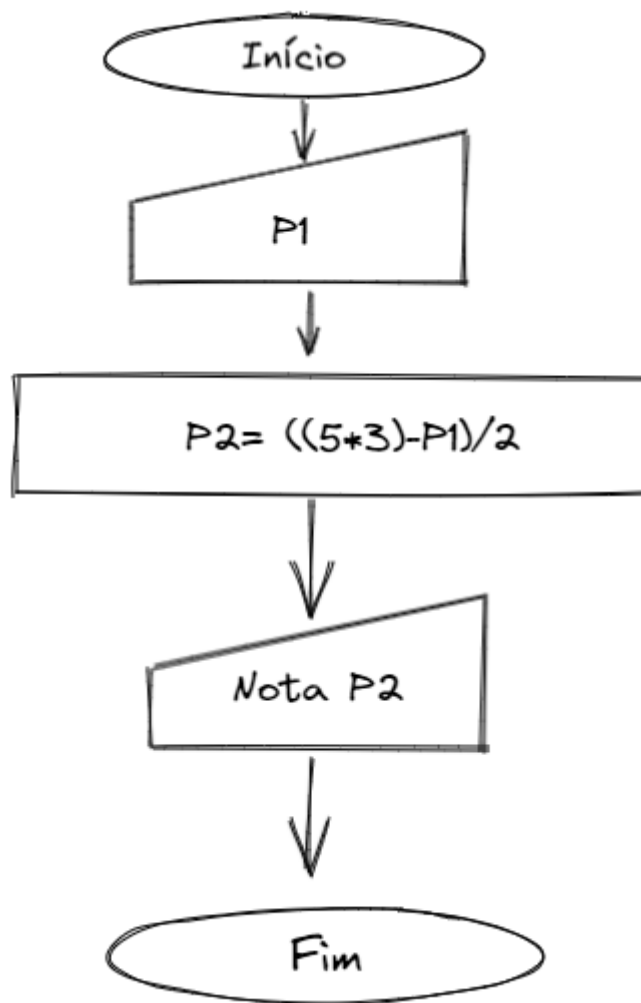 Início
P1
P2= ((5*3)-P1)/2
Nota P2
Fim